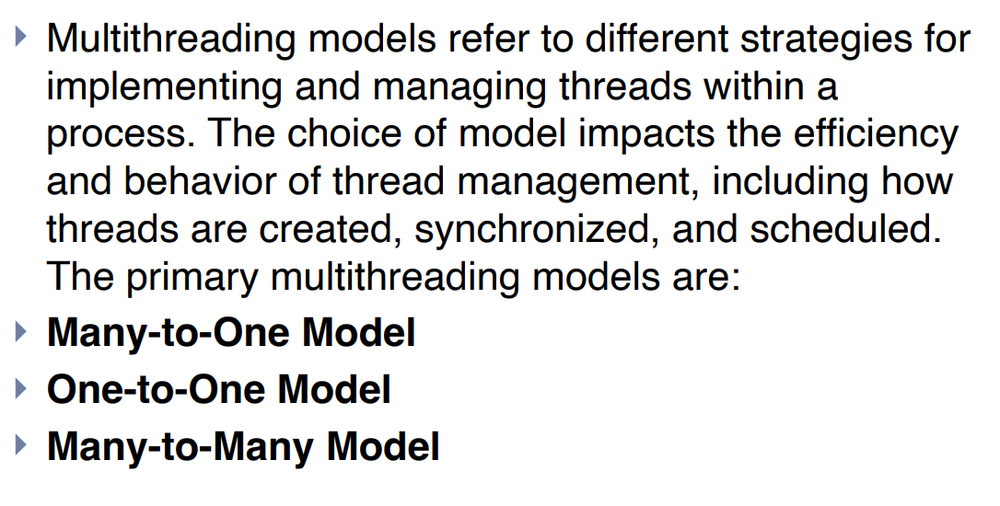 Multithreading models refer to different strategies for
implementing and managing threads within a
process. The choice of model impacts the efficiency
and behavior of thread management, including how
threads are created, synchronized, and scheduled.
The primary multithreading models are:
Many-to-One Model
One-to-One Model
Many-to-Many Model